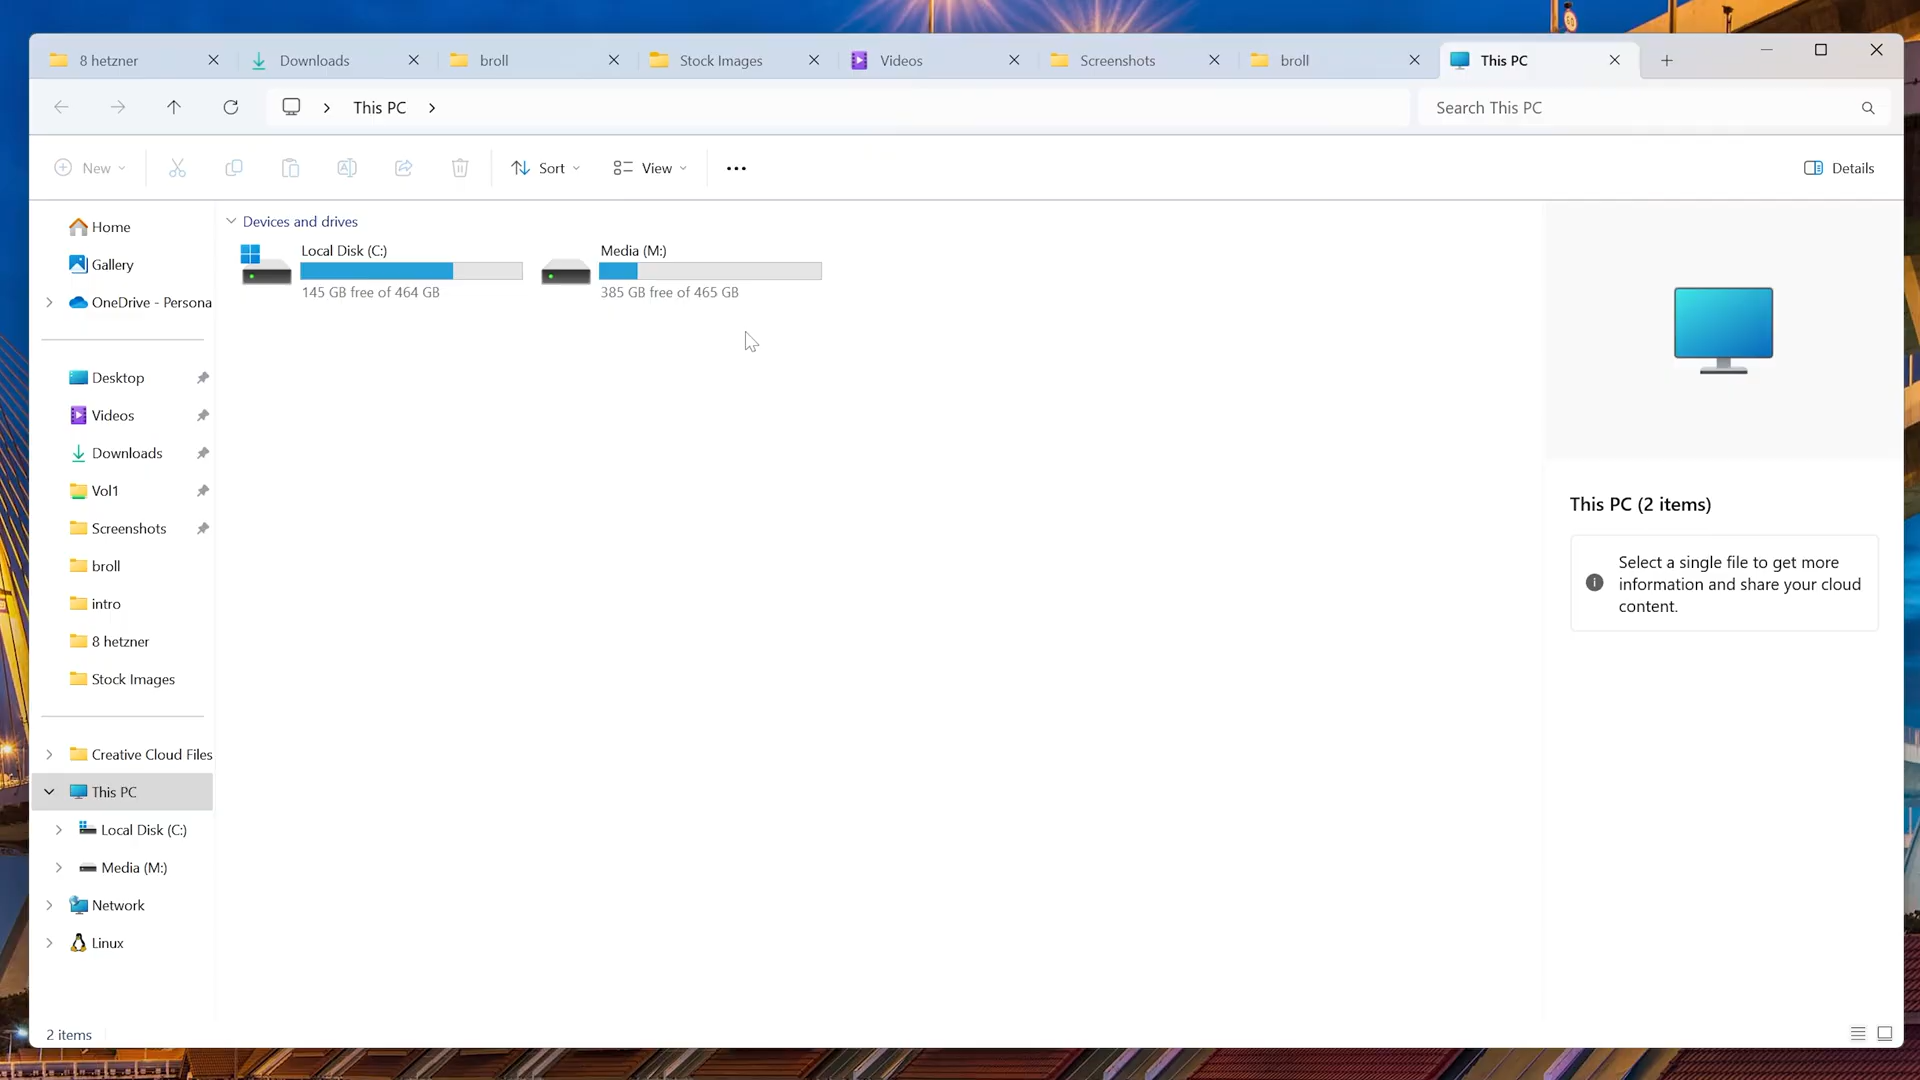 8 hetzner
Downloads
broll
Stock Images
Videos
Screenshots
broll
This PC
This PC
Search This PC
New
Sort
View
Details
Home
Gallery
OneDrive - Persona
Desktop
Videos
Downloads
Vol1
Screenshots
broll
intro
8 hetzner
Stock Images
Creative Cloud Files
This PC
Local Disk (C:)
Media (M:)
Network
Linux
Devices and drives
Local Disk (C:)
145 GB free of 464 GB
Media (M:)
385 GB free of 465 GB
This PC (2 items)
Select a single file to get more
information and share your cloud
content.
2 items